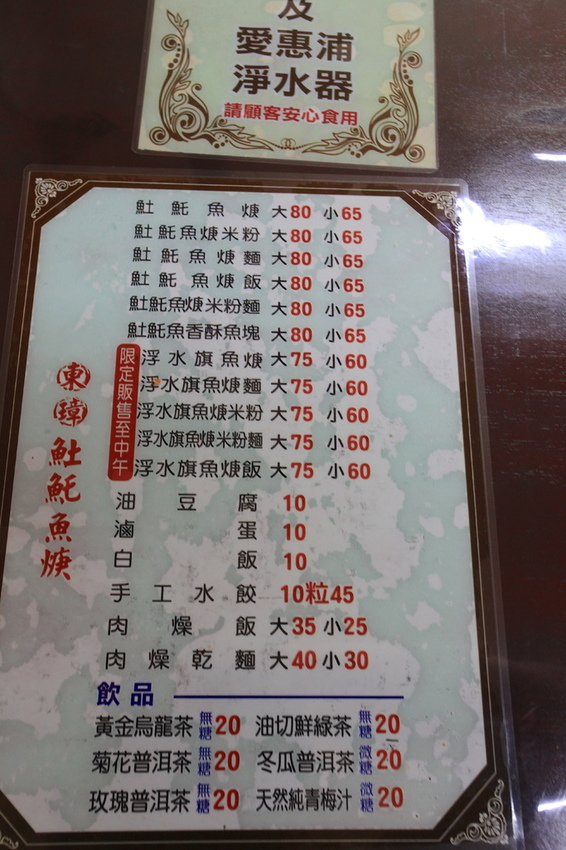 及
愛惠浦
淨水器
請顧客安心食用
東璋魠魠魚焿
魠魠魚焿 大80 小65
魠魠魚焿米粉 大80 小65
魠魠魚焿麵 大80 小65
魠魠魚焿飯 大80 小65
魠魠魚焿米粉麵 大80 小65
魠魠魚香酥魚塊 大80 小65
限定販售至中午
浮水旗魚焿 大75 小60
浮水旗魚焿麵 大75 小60
浮水旗魚焿米粉 大75 小60
浮水旗魚焿米粉麵 大75 小60
浮水旗魚焿飯 大75 小60
油豆腐 10
滷蛋 10
白飯 10
手工水餃 10粒45
肉燥飯 大35 小25
肉燥乾麵 大40 小30
飲品
黃金烏龍茶 無糖 20 油切鮮綠茶 無糖 20
菊花普洱茶 無糖 20 冬瓜普洱茶 微糖 20
玫瑰普洱茶 無糖 20 天然純青梅汁 微糖 20